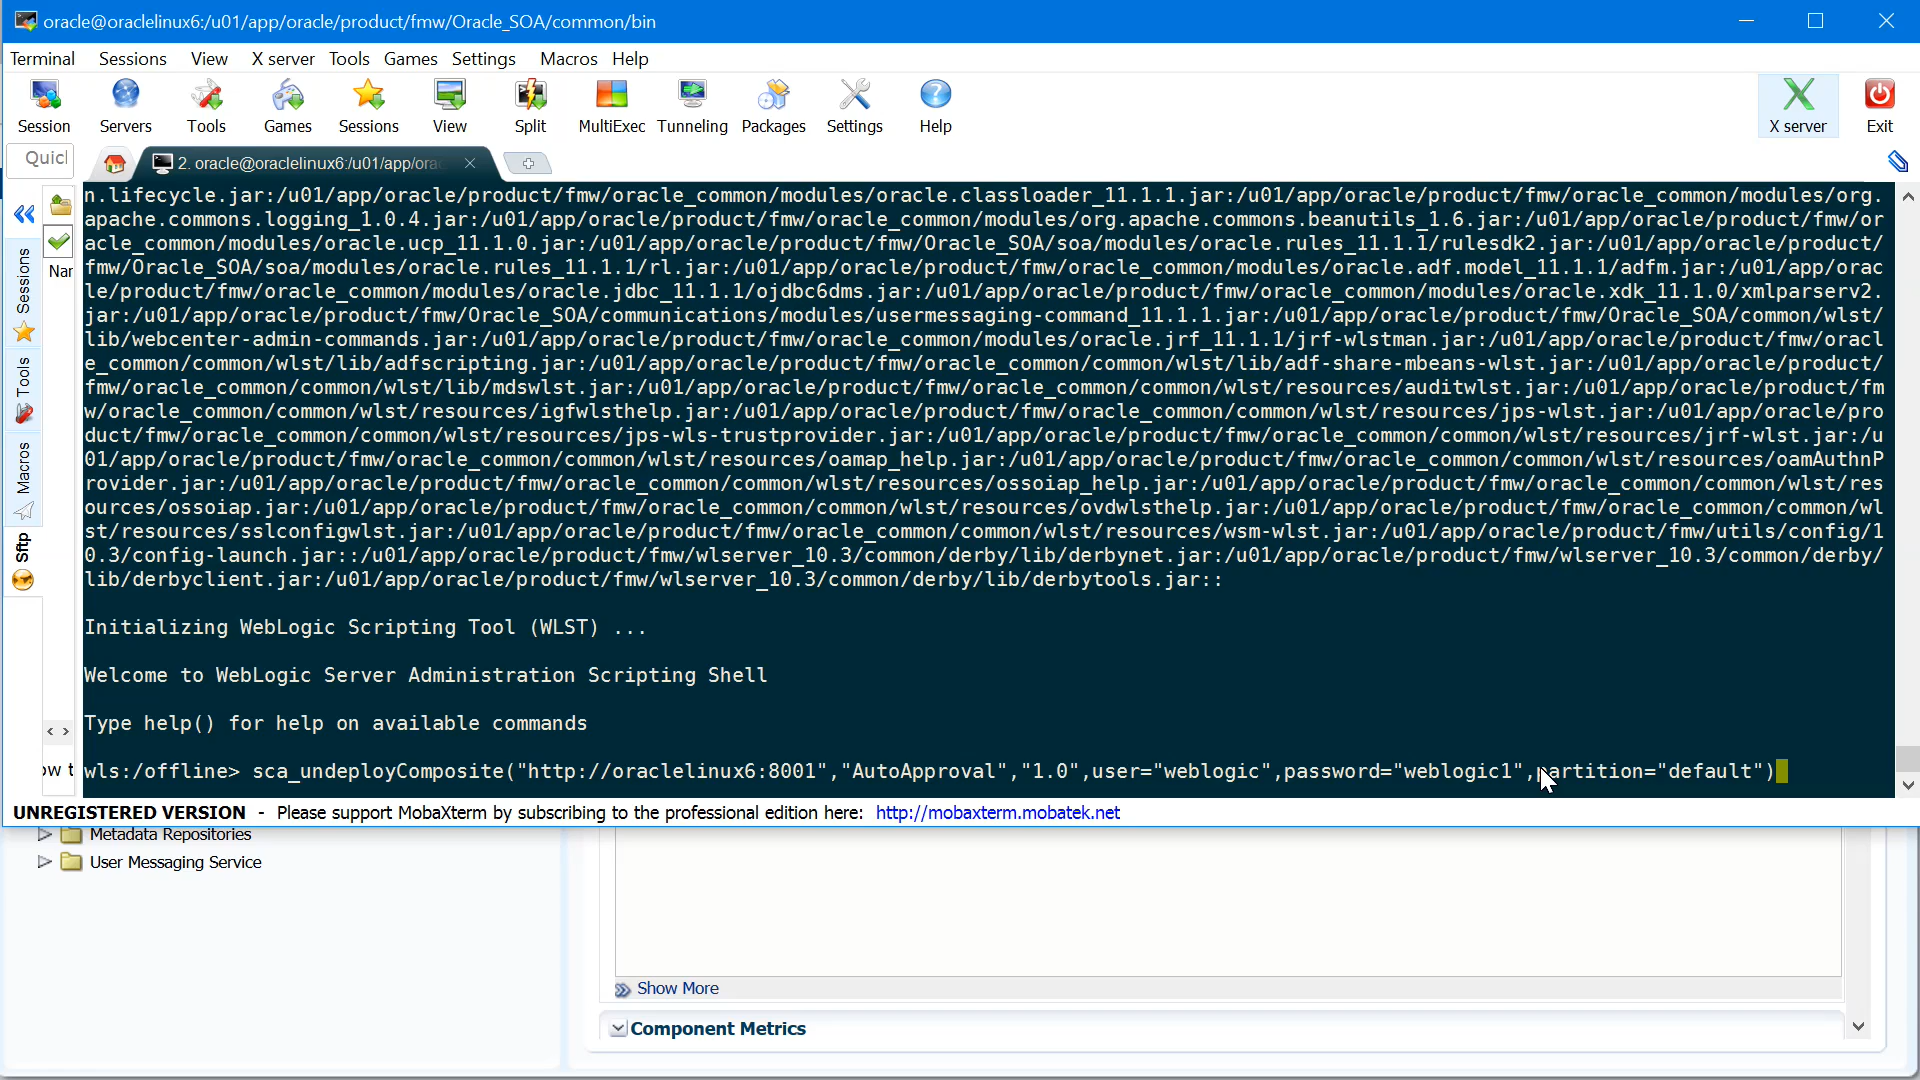 oracle@oraclelinux6:/u01/app/oracle/product/fmw/Oracle_SOA/common/bin
Terminal Sessions View X server Tools Games Settings Macros Help
Session Servers Tools Games Sessions View Split MultiExec Tunneling Packages Settings Help X server Exit
Quicl
2. oracle@oraclelinux6:/u01/app/orac
Sessions
Tools
Macros
Sftp
Nar
ow t
n.lifecycle.jar:/u01/app/oracle/product/fmw/oracle_common/modules/oracle.classloader_11.1.1.jar:/u01/app/oracle/product/fmw/oracle_common/modules/org.
apache.commons.logging_1.0.4.jar:/u01/app/oracle/product/fmw/oracle_common/modules/org.apache.commons.beanutils_1.6.jar:/u01/app/oracle/product/fmw/or
acle_common/modules/oracle.ucp_11.1.0.jar:/u01/app/oracle/product/fmw/Oracle_SOA/soa/modules/oracle.rules_11.1.1/rulesdk2.jar:/u01/app/oracle/product/
fmw/Oracle_SOA/soa/modules/oracle.rules_11.1.1/rl.jar:/u01/app/oracle/product/fmw/oracle_common/modules/oracle.adf.model_11.1.1/adfm.jar:/u01/app/orac
le/product/fmw/oracle_common/modules/oracle.jdbc_11.1.1/ojdbc6dms.jar:/u01/app/oracle/product/fmw/oracle_common/modules/oracle.xdk_11.1.0/xmlparserv2.
jar:/u01/app/oracle/product/fmw/Oracle_SOA/communications/modules/usermessaging-command_11.1.1.jar:/u01/app/oracle/product/fmw/Oracle_SOA/common/wlst/
lib/webcenter-admin-commands.jar:/u01/app/oracle/product/fmw/oracle_common/modules/oracle.jrf_11.1.1/jrf-wlstman.jar:/u01/app/oracle/product/fmw/oracl
e_common/common/wlst/lib/adfscripting.jar:/u01/app/oracle/product/fmw/oracle_common/common/wlst/lib/adf-share-mbeans-wlst.jar:/u01/app/oracle/product/
fmw/oracle_common/common/wlst/lib/mdswlst.jar:/u01/app/oracle/product/fmw/oracle_common/common/wlst/resources/auditwlst.jar:/u01/app/oracle/product/fm
w/oracle_common/common/wlst/resources/igfwlsthelp.jar:/u01/app/oracle/product/fmw/oracle_common/common/wlst/resources/jps-wlst.jar:/u01/app/oracle/pro
duct/fmw/oracle_common/common/wlst/resources/jps-wls-trustprovider.jar:/u01/app/oracle/product/fmw/oracle_common/common/wlst/resources/jrf-wlst.jar:/u
01/app/oracle/product/fmw/oracle_common/common/wlst/resources/oamap_help.jar:/u01/app/oracle/product/fmw/oracle_common/common/wlst/resources/oamAuthnP
rovider.jar:/u01/app/oracle/product/fmw/oracle_common/common/wlst/resources/ossoiap_help.jar:/u01/app/oracle/product/fmw/oracle_common/common/wlst/res
ources/ossoiap.jar:/u01/app/oracle/product/fmw/oracle_common/common/wlst/resources/ovdwlsthelp.jar:/u01/app/oracle/product/fmw/oracle_common/common/wl
st/resources/sslconfigwlst.jar:/u01/app/oracle/product/fmw/oracle_common/common/wlst/resources/wsm-wlst.jar:/u01/app/oracle/product/fmw/utils/config/1
0.3/config-launch.jar::/u01/app/oracle/product/fmw/wlserver_10.3/common/derby/lib/derbynet.jar:/u01/app/oracle/product/fmw/wlserver_10.3/common/derby/
lib/derbyclient.jar:/u01/app/oracle/product/fmw/wlserver_10.3/common/derby/lib/derbytools.jar::
Initializing WebLogic Scripting Tool (WLST) ...
Welcome to WebLogic Server Administration Scripting Shell
Type help() for help on available commands
wls:/offline> sca_undeployComposite("http://oraclelinux6:8001","AutoApproval","1.0",user="weblogic",password="weblogic1",partition="default")
UNREGISTERED VERSION - Please support MobaXterm by subscribing to the professional edition here: http://mobaxterm.mobatek.net
Metadata Repositories
User Messaging Service
Show More
Component Metrics